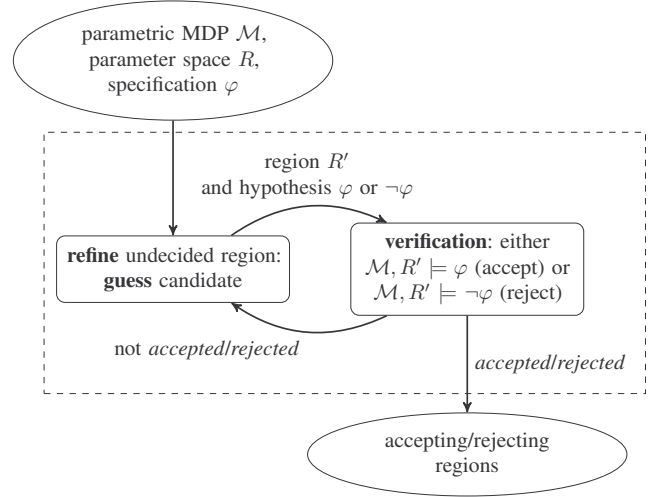 parametric MDP ℳ,
parameter space R,
specification φ
region R′
and hypothesis φ or ¬φ
refine undecided region:
guess candidate
verification: either
ℳ, R′ ⊨ φ (accept) or
ℳ, R′ ⊨ ¬φ (reject)
not accepted/rejected
accepted/rejected
accepting/rejecting
regions